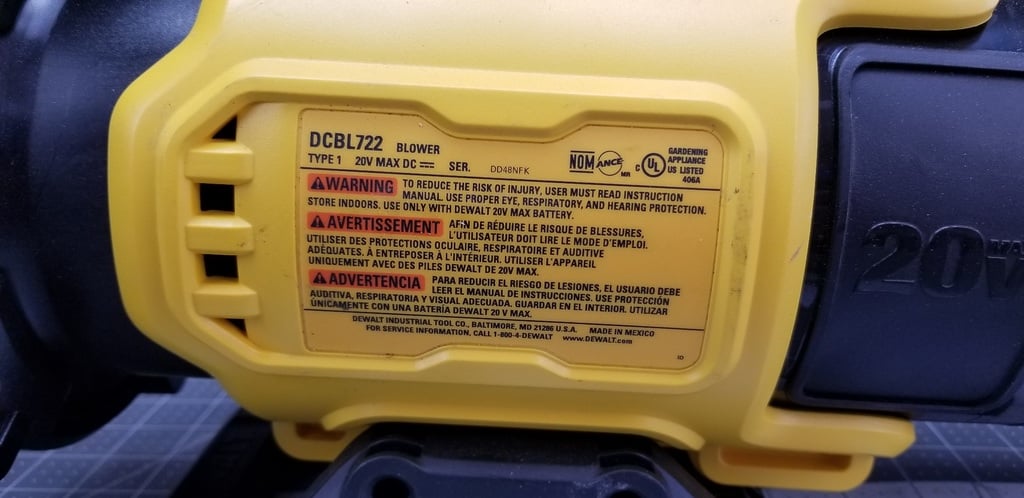 DCBL722 BLOWER
TYPE 1 20V MAX DC SER. DD48NFK
NOM ANCE MR
C UL US LISTED
GARDENING
APPLIANCE
406A
WARNING TO REDUCE THE RISK OF INJURY, USER MUST READ INSTRUCTION
MANUAL. USE PROPER EYE, RESPIRATORY, AND HEARING PROTECTION.
STORE INDOORS. USE ONLY WITH DEWALT 20V MAX BATTERY.
AVERTISSEMENT AFIN DE RÉDUIRE LE RISQUE DE BLESSURES,
L'UTILISATEUR DOIT LIRE LE MODE D'EMPLOI.
UTILISER DES PROTECTIONS OCULAIRE, RESPIRATOIRE ET AUDITIVE
ADÉQUATES. À ENTREPOSER À L'INTÉRIEUR. UTILISER L'APPAREIL
UNIQUEMENT AVEC DES PILES DEWALT DE 20V MAX.
ADVERTENCIA PARA REDUCIR EL RIESGO DE LESIONES, EL USUARIO DEBE
LEER EL MANUAL DE INSTRUCCIONES. USE PROTECCIÓN
AUDITIVA, RESPIRATORIA Y VISUAL ADECUADA. GUARDAR EN EL INTERIOR. UTILIZAR
ÚNICAMENTE CON UNA BATERÍA DEWALT 20 V MAX.
DEWALT INDUSTRIAL TOOL CO., BALTIMORE, MD 21286 U.S.A. MADE IN MEXICO
FOR SERVICE INFORMATION, CALL 1-800-4-DEWALT www.DEWALT.com
20V